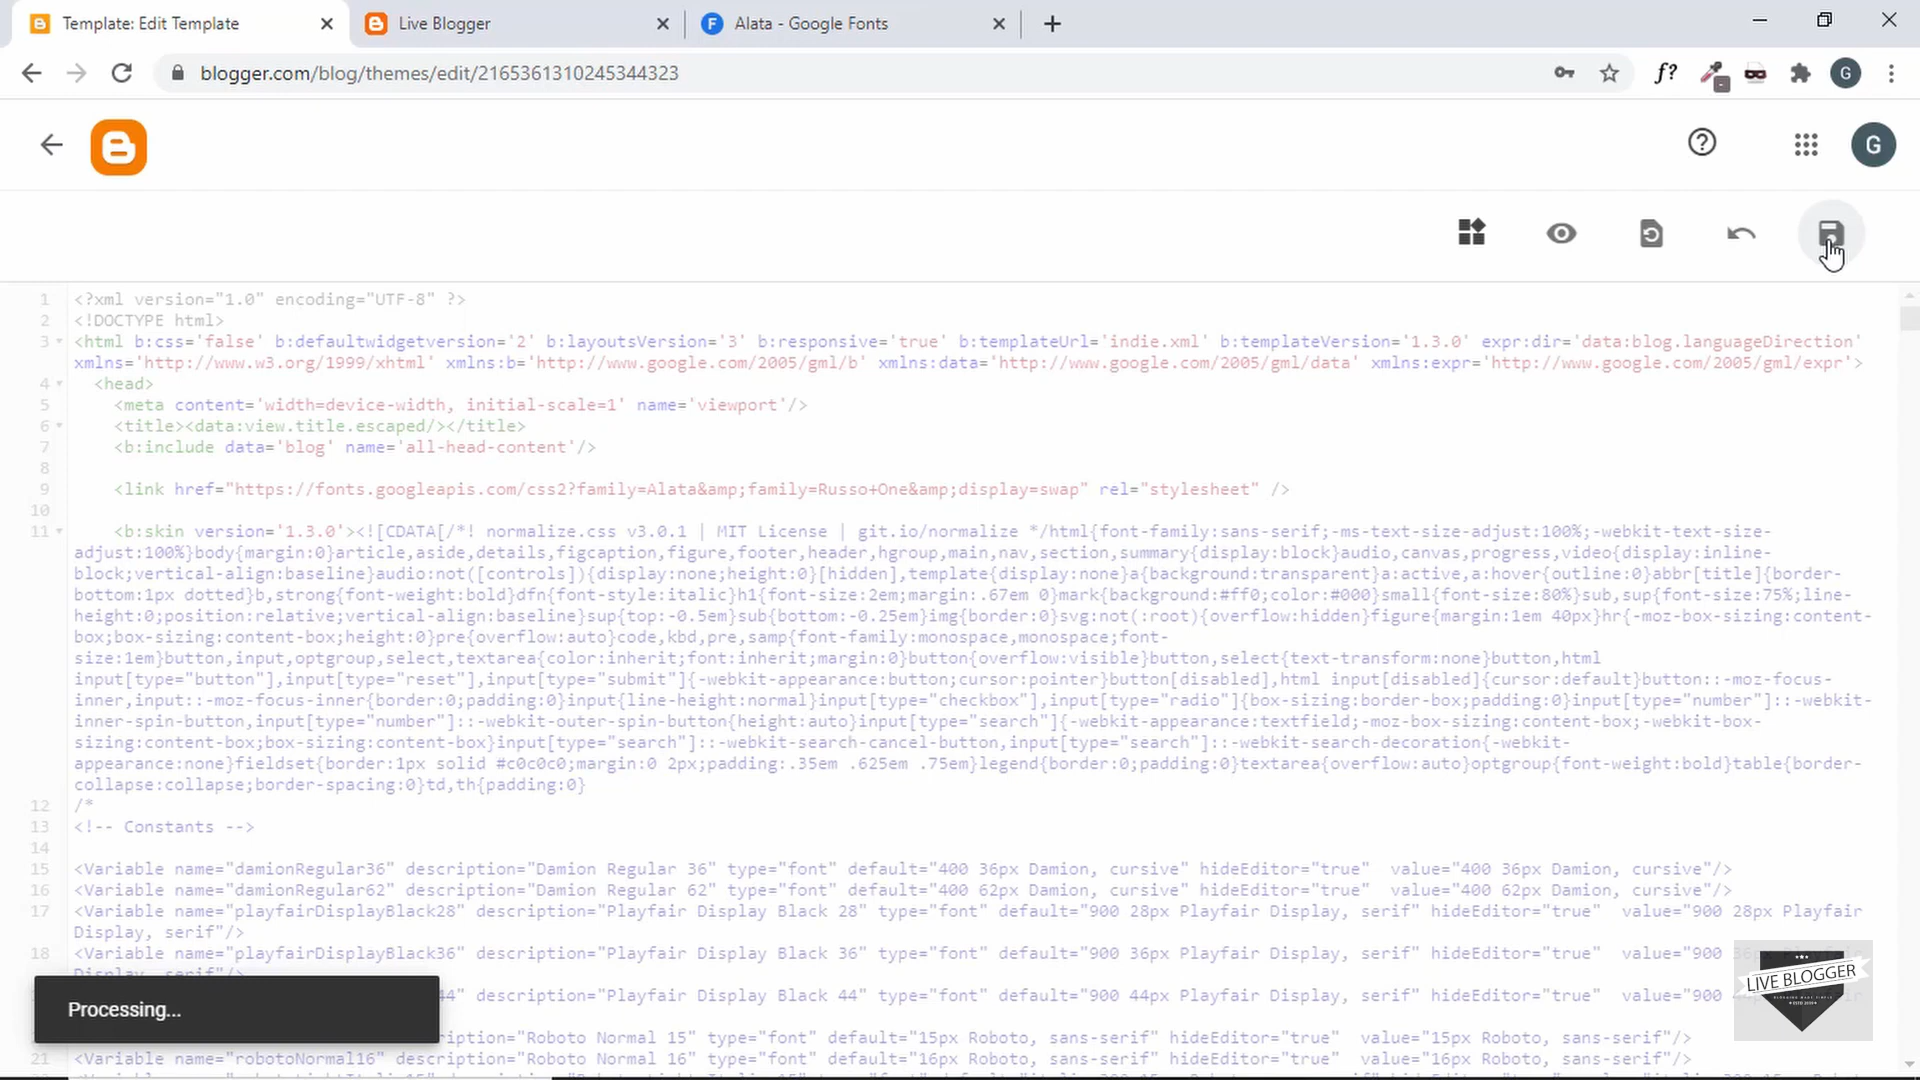 Template: Edit Template
Live Blogger
Alata - Google Fonts
blogger.com/blog/themes/edit/2165361310245344323
f?
G
G
1 <?xml version="1.0" encoding="UTF-8" ?>
2 <!DOCTYPE html>
3 <html b:css='false' b:defaultwidgetversion='2' b:layoutsVersion='3' b:responsive='true' b:templateUrl='indie.xml' b:templateVersion='1.3.0' expr:dir='data:blog.languageDirection'
xmlns='http://www.w3.org/1999/xhtml' xmlns:b='http://www.google.com/2005/gml/b' xmlns:data='http://www.google.com/2005/gml/data' xmlns:expr='http://www.google.com/2005/gml/expr'>
4 <head>
5 <meta content='width=device-width, initial-scale=1' name='viewport'/>
6 <title><data:view.title.escaped/></title>
7 <b:include data='blog' name='all-head-content'/>
8
9 <link href="https://fonts.googleapis.com/css2?family=Alata&amp;family=Russo+One&amp;display=swap" rel="stylesheet" />
10
11 <b:skin version='1.3.0'><![CDATA[/*! normalize.css v3.0.1 | MIT License | git.io/normalize */html{font-family:sans-serif;-ms-text-size-adjust:100%;-webkit-text-size-
adjust:100%}body{margin:0}article,aside,details,figcaption,figure,footer,header,hgroup,main,nav,section,summary{display:block}audio,canvas,progress,video{display:inline-
block;vertical-align:baseline}audio:not([controls]){display:none;height:0}[hidden],template{display:none}a{background:transparent}a:active,a:hover{outline:0}abbr[title]{border-
bottom:1px dotted}b,strong{font-weight:bold}dfn{font-style:italic}h1{font-size:2em;margin:.67em 0}mark{background:#ff0;color:#000}small{font-size:80%}sub,sup{font-size:75%;line-
height:0;position:relative;vertical-align:baseline}sup{top:-0.5em}sub{bottom:-0.25em}img{border:0}svg:not(:root){overflow:hidden}figure{margin:1em 40px}hr{-moz-box-sizing:content-
box;box-sizing:content-box;height:0}pre{overflow:auto}code,kbd,pre,samp{font-family:monospace,monospace;font-
size:1em}button,input,optgroup,select,textarea{color:inherit;font:inherit;margin:0}button{overflow:visible}button,select{text-transform:none}button,html
input[type="button"],input[type="reset"],input[type="submit"]{-webkit-appearance:button;cursor:pointer}button[disabled],html input[disabled]{cursor:default}button::-moz-focus-
inner,input::-moz-focus-inner{border:0;padding:0}input{line-height:normal}input[type="checkbox"],input[type="radio"]{box-sizing:border-box;padding:0}input[type="number"]::-webkit-
inner-spin-button,input[type="number"]::-webkit-outer-spin-button{height:auto}input[type="search"]{-webkit-appearance:textfield;-moz-box-sizing:content-box;-webkit-box-
sizing:content-box;box-sizing:content-box}input[type="search"]::-webkit-search-cancel-button,input[type="search"]::-webkit-search-decoration{-webkit-
appearance:none}fieldset{border:1px solid #c0c0c0;margin:0 2px;padding:.35em .625em .75em}legend{border:0;padding:0}textarea{overflow:auto}optgroup{font-weight:bold}table{border-
collapse:collapse;border-spacing:0}td,th{padding:0}
12 /*
13 <!-- Constants -->
14
15 <Variable name="damionRegular36" description="Damion Regular 36" type="font" default="400 36px Damion, cursive" hideEditor="true" value="400 36px Damion, cursive"/>
16 <Variable name="damionRegular62" description="Damion Regular 62" type="font" default="400 62px Damion, cursive" hideEditor="true" value="400 62px Damion, cursive"/>
17 <Variable name="playfairDisplayBlack28" description="Playfair Display Black 28" type="font" default="900 28px Playfair Display, serif" hideEditor="true" value="900 28px Playfair
Display, serif"/>
18 <Variable name="playfairDisplayBlack36" description="Playfair Display Black 36" type="font" default="900 36px Playfair Display, serif" hideEditor="true" value="900 36px Playfair
Display, serif"/>
44" description="Playfair Display Black 44" type="font" default="900 44px Playfair Display, serif" hideEditor="true" value="900
ription="Roboto Normal 15" type="font" default="15px Roboto, sans-serif" hideEditor="true" value="15px Roboto, sans-serif"/>
21 <Variable name="robotoNormal16" description="Roboto Normal 16" type="font" default="16px Roboto, sans-serif" hideEditor="true" value="16px Roboto, sans-serif"/>
Processing...
LIVE BLOGGER